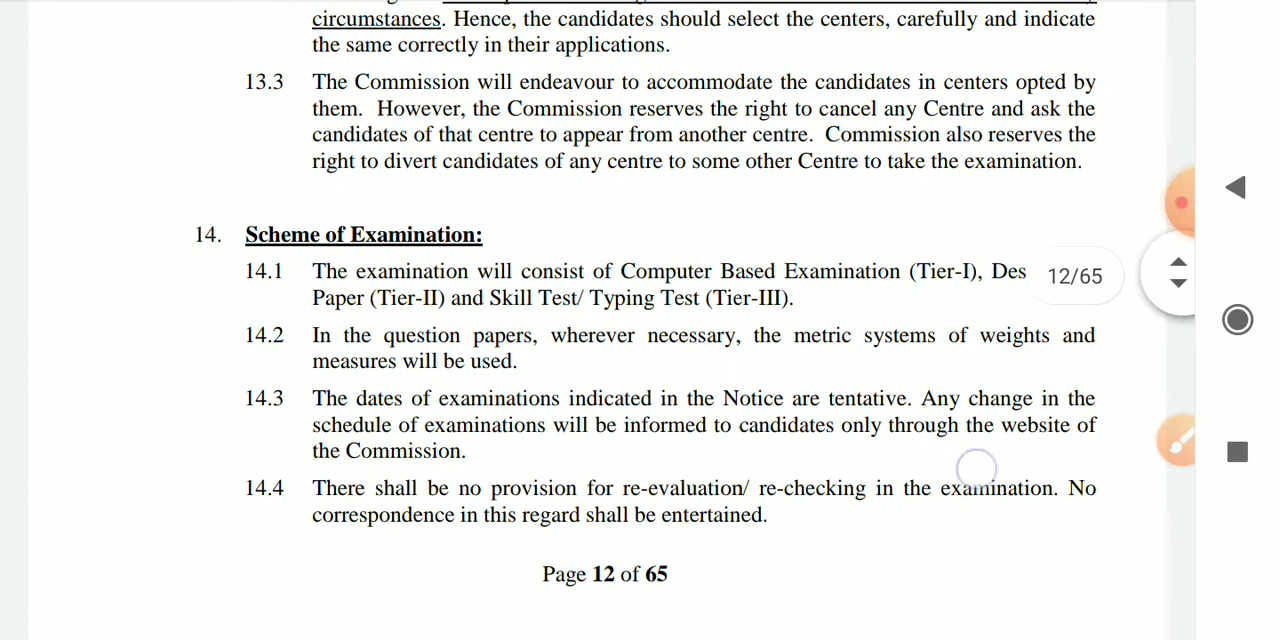 circumstances. Hence, the candidates should select the centers, carefully and indicate
the same correctly in their applications.
13.3 The Commission will endeavour to accommodate the candidates in centers opted by
them. However, the Commission reserves the right to cancel any Centre and ask the
candidates of that centre to appear from another centre. Commission also reserves the
right to divert candidates of any centre to some other Centre to take the examination.
14. Scheme of Examination:
14.1 The examination will consist of Computer Based Examination (Tier-I), Des
12/65
Paper (Tier-II) and Skill Test/ Typing Test (Tier-III).
14.2 In the question papers, wherever necessary, the metric systems of weights and
measures will be used.
14.3 The dates of examinations indicated in the Notice are tentative. Any change in the
schedule of examinations will be informed to candidates only through the website of
the Commission.
14.4 There shall be no provision for re-evaluation/ re-checking in the examination. No
correspondence in this regard shall be entertained.
Page 12 of 65